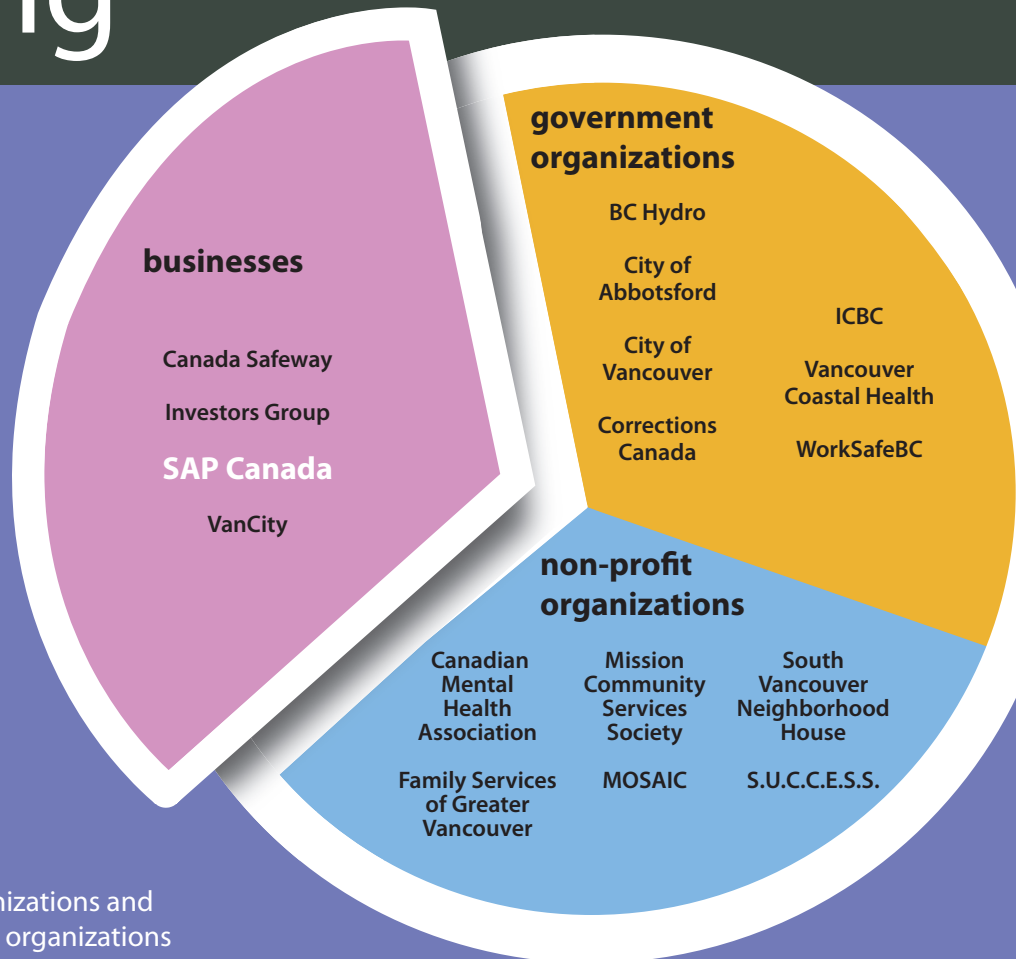 businesses
Canada Safeway
Investors Group
SAP Canada
VanCity
government
organizations
BC Hydro
City of
Abbotsford
City of
Vancouver
Corrections
Canada
ICBC
Vancouver
Coastal Health
WorkSafeBC
non-profit
organizations
Canadian
Mental
Health
Association
Family Services
of Greater
Vancouver
Mission
Community
Services
Society
MOSAIC
South
Vancouver
Neighborhood
House
S.U.C.C.E.S.S.
and
organizations